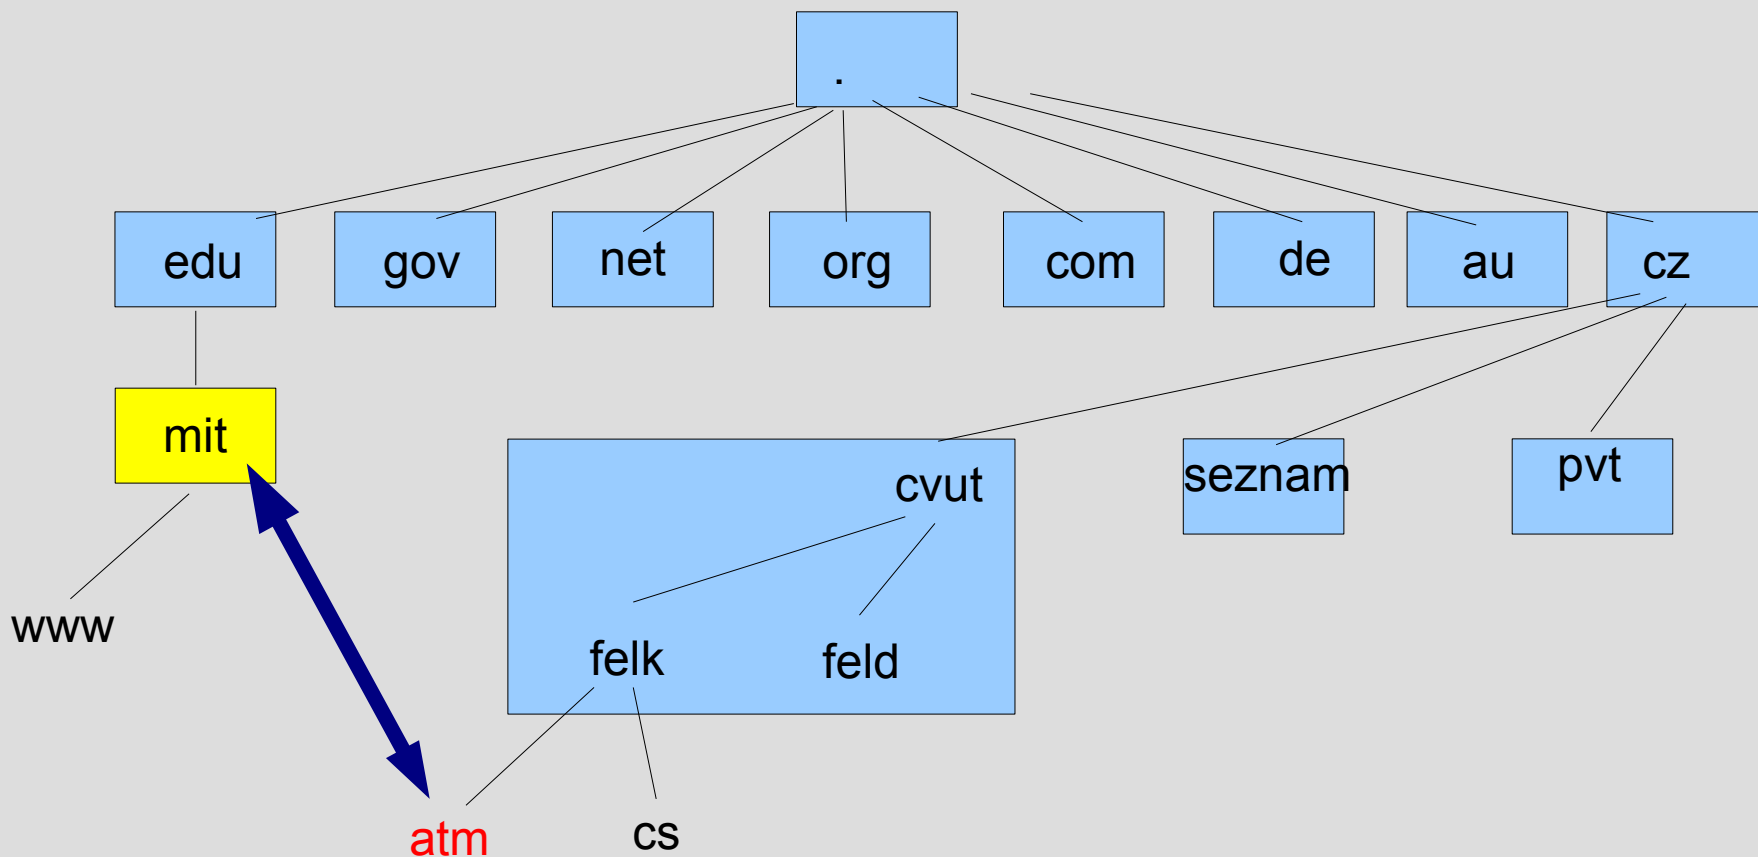 .
edu gov net org com de au cz
mit
cvut seznam pvt
www
felk feld
atm cs